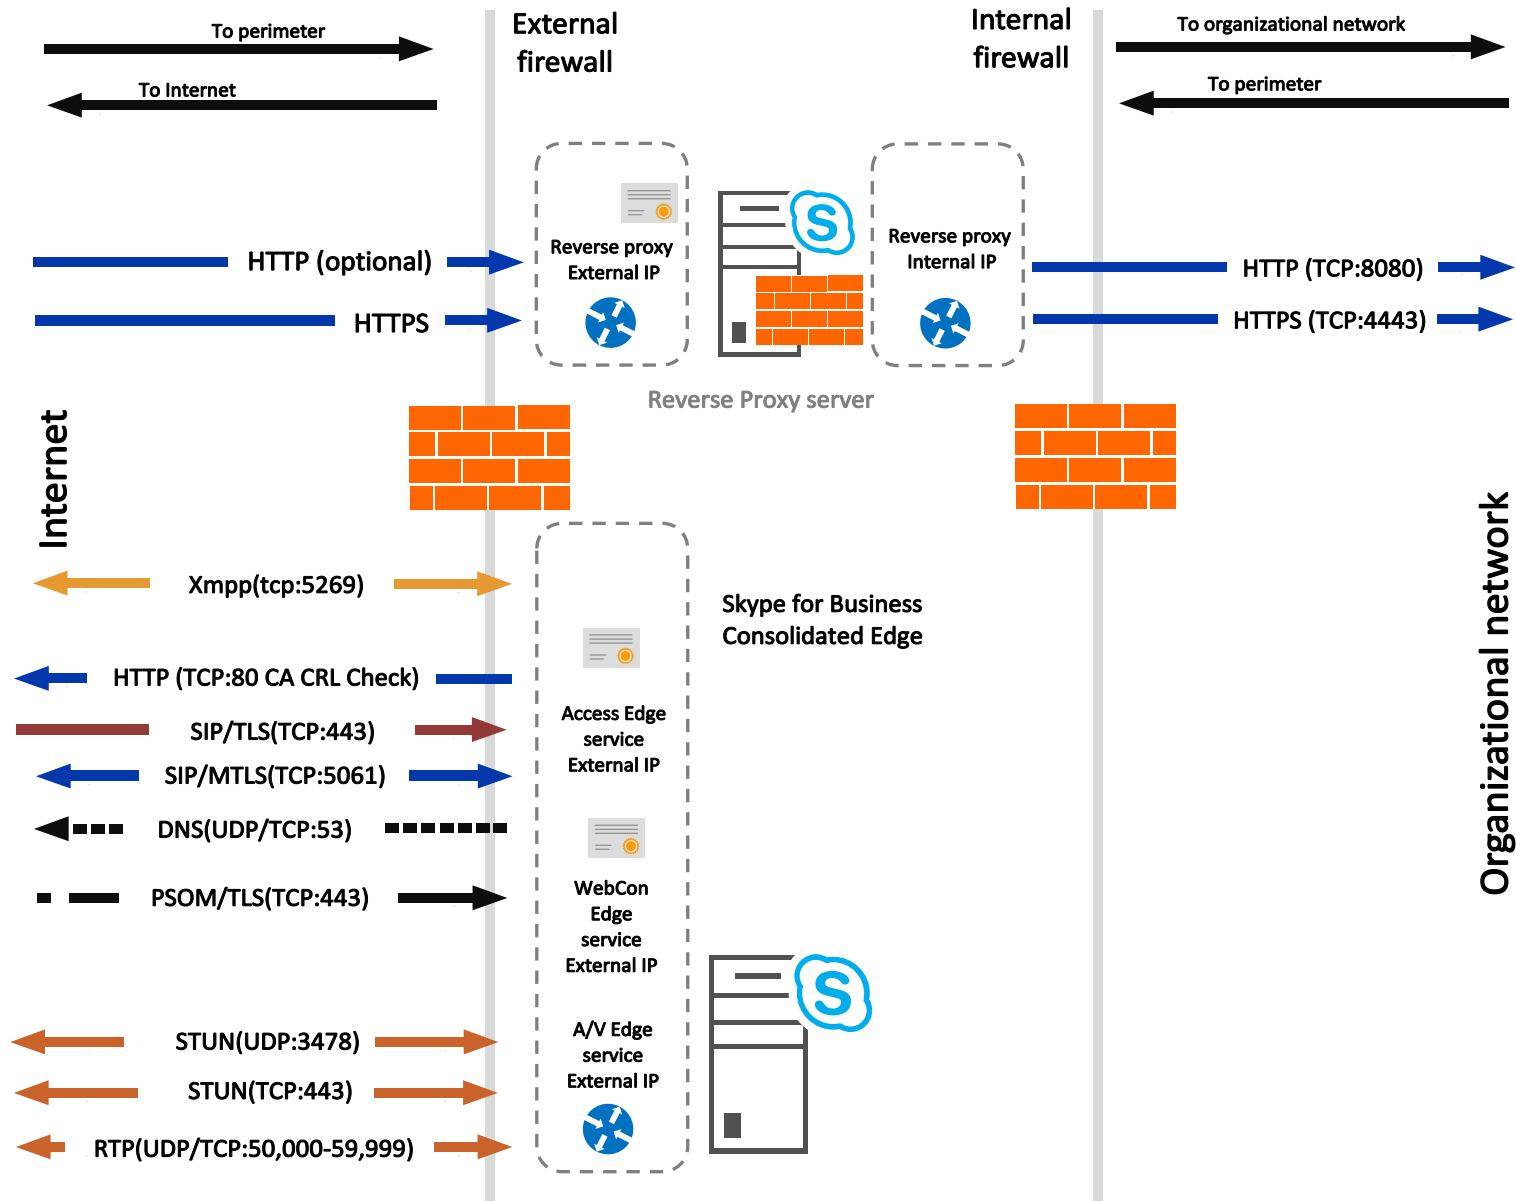 To perimeter
To Internet
External
firewall
Internal
firewall
To organizational network
To perimeter
HTTP (optional)
HTTPS
Reverse proxy
External IP
Reverse proxy
Internal IP
HTTP (TCP:8080)
HTTPS (TCP:4443)
Reverse Proxy server
Internet
Organizational network
Xmpp(tcp:5269)
HTTP (TCP:80 CA CRL Check)
SIP/TLS(TCP:443)
SIP/MTLS(TCP:5061)
DNS(UDP/TCP:53)
PSOM/TLS(TCP:443)
STUN(UDP:3478)
STUN(TCP:443)
RTP(UDP/TCP:50,000-59,999)
Access Edge
service
External IP
WebCon
Edge
service
External IP
A/V Edge
service
External IP
Skype for Business
Consolidated Edge
S
S